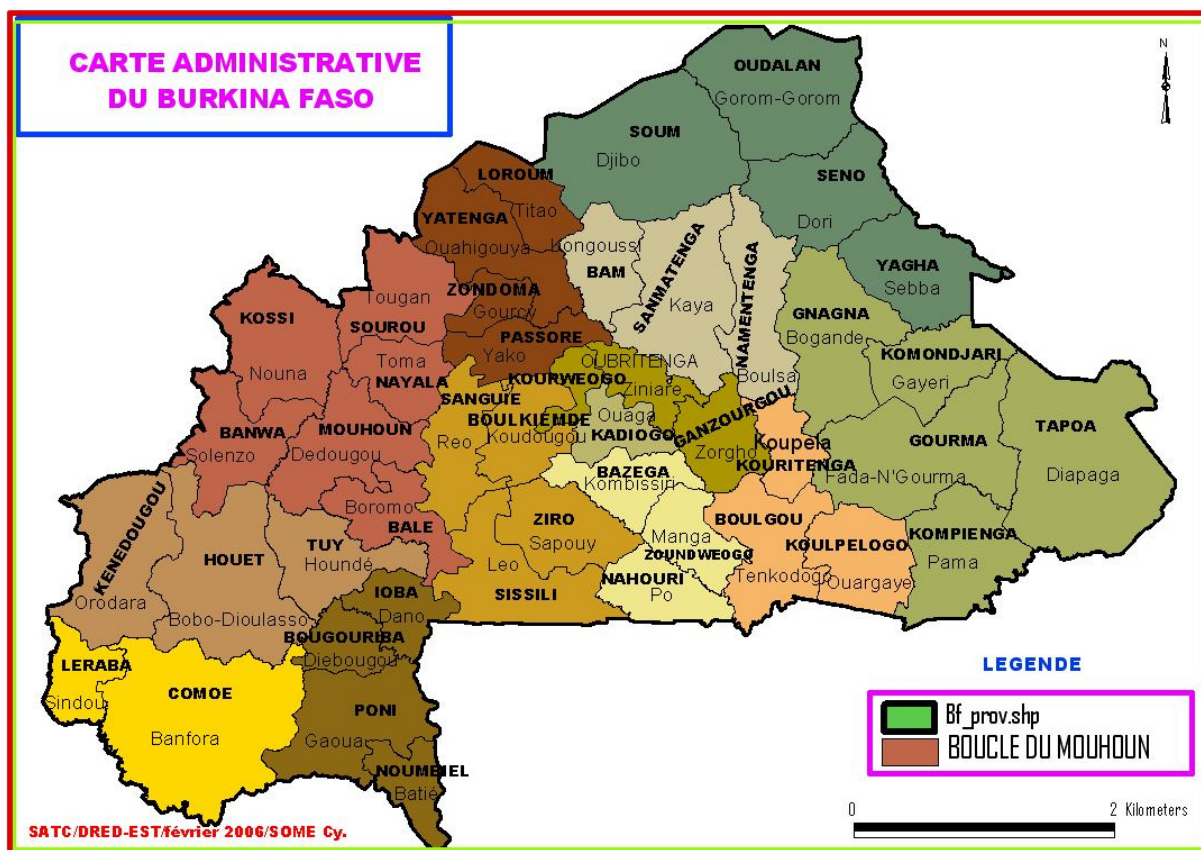 CARTE ADMINISTRATIVE
DU BURKINA FASO
N
OUDALAN
Gorom-Gorom
SOUM
Djibo
SENO
Dori
YAGHA
Sebba
LOROUM
Titao
YATENGA
Ouahigouya
ZONDOMA
Gourcy
PASSORE
Yako
Kongoussi
BAM
SANMATENGA
Kaya
NAMENTENGA
Boulsa
GNAGNA
Bogande
KOMONDJARI
Gayeri
TAPOA
Diapaga
GOURMA
Fada-N'Gourma
KOMPIENGA
Pama
KOSSI
Nouna
Tougan
SOUROU
Toma
NAYALA
BANWA
Solenzo
MOUHOUN
Dedougou
Boromo
BALE
SANGUIE
Reo
BOULKIEMDE
Koudougou
KOURWEOGO
OUBRITENGA
Ziniare
Ouaga
KADIOGO
GANZOURGOU
Zorgho
Koupela
KOURITENGA
BAZEGA
Kombissiri
Manga
ZOUNDWEOGO
NAHOURI
Po
BOULGOU
Tenkodogo
KOULPELOGO
Ouargaye
ZIRO
Sapouy
Leo
SISSILI
KENEDOUGOU
Orodara
HOUET
Bobo-Dioulasso
TUY
Houndé
IOBA
Dano
BOUGOURIBA
Diebougou
LERABA
Sindou
COMOE
Banfora
PONI
Gaoua
NOUMBIEL
Batié
LEGENDE
Bf_prov.shp
BOUCLE DU MOUHOUN
0 2 Kilometers
SATC/DRED-EST/février 2006/SOME Cy.